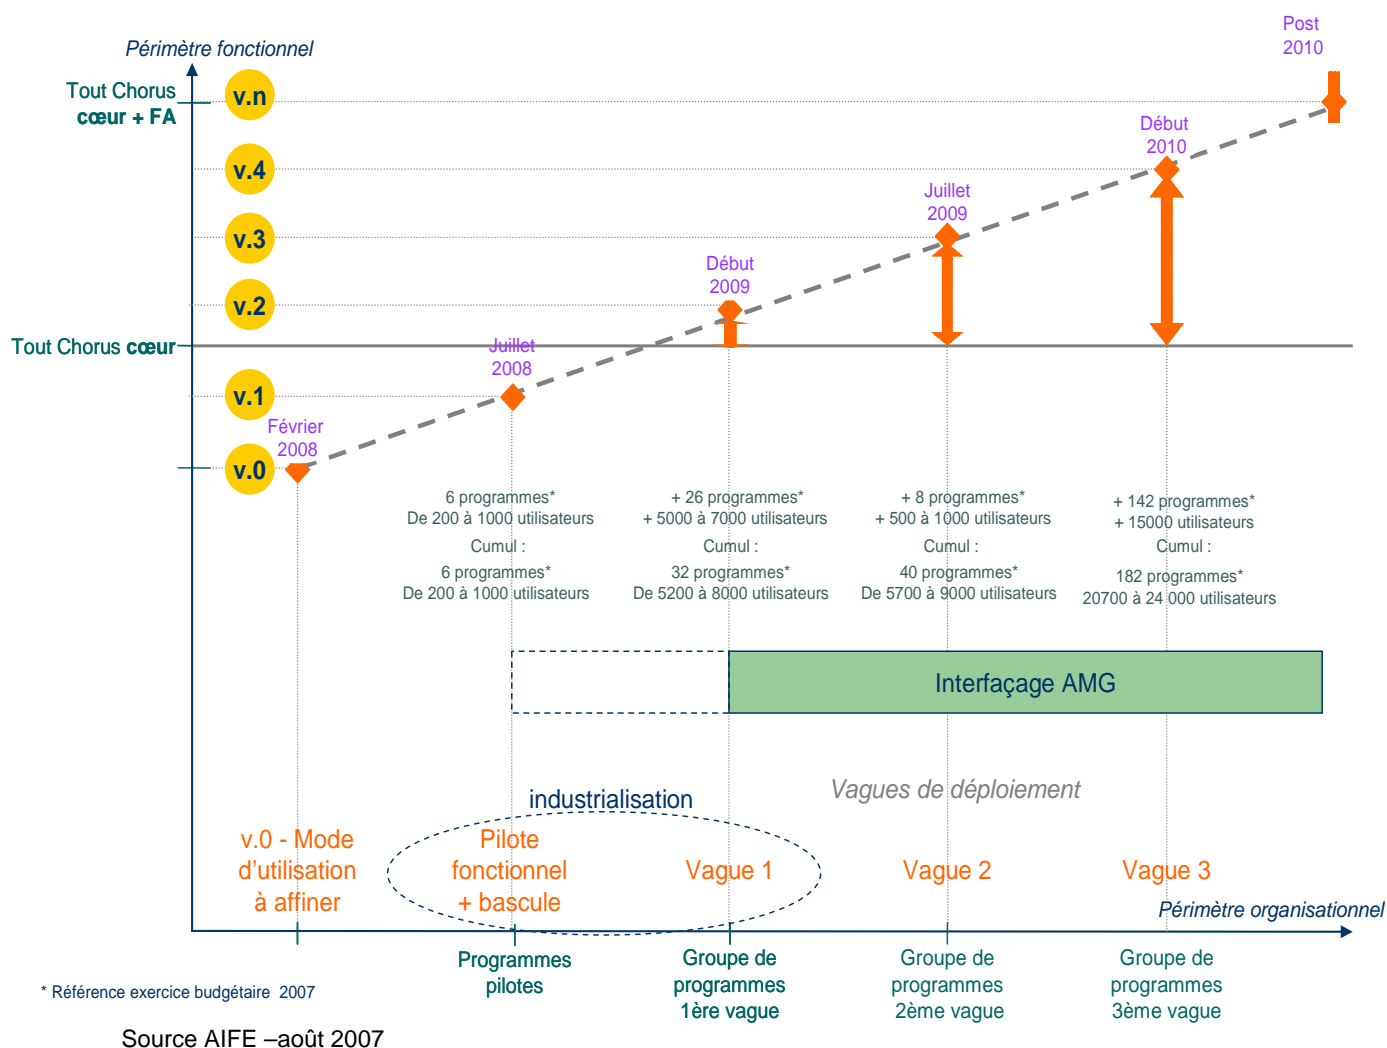 Post
2010
Périmètre fonctionnel
Tout Chorus
cœur + FA
v.n
Début
2010
v.4
Juillet
2009
v.3
Début
2009
v.2
Tout Chorus cœur
Juillet
2008
v.1
Février
2008
v.0
6 programmes*
De 200 à 1000 utilisateurs
Cumul :
6 programmes*
De 200 à 1000 utilisateurs
+ 26 programmes*
+ 5000 à 7000 utilisateurs
Cumul :
32 programmes*
De 5200 à 8000 utilisateurs
+ 8 programmes*
+ 500 à 1000 utilisateurs
Cumul :
40 programmes*
De 5700 à 9000 utilisateurs
+ 142 programmes*
+ 15000 utilisateurs
Cumul :
182 programmes*
20700 à 24 000 utilisateurs
Interfaçage AMG
Vagues de déploiement
industrialisation
v.0 - Mode
d'utilisation
à affiner
Pilote
fonctionnel
+ bascule
Vague 1
Vague 2
Vague 3
Périmètre organisationnel
Programmes
pilotes
Groupe de
programmes
1ère vague
Groupe de
programmes
2ème vague
Groupe de
programmes
3ème vague
* Référence exercice budgétaire 2007
Source AIFE –août 2007